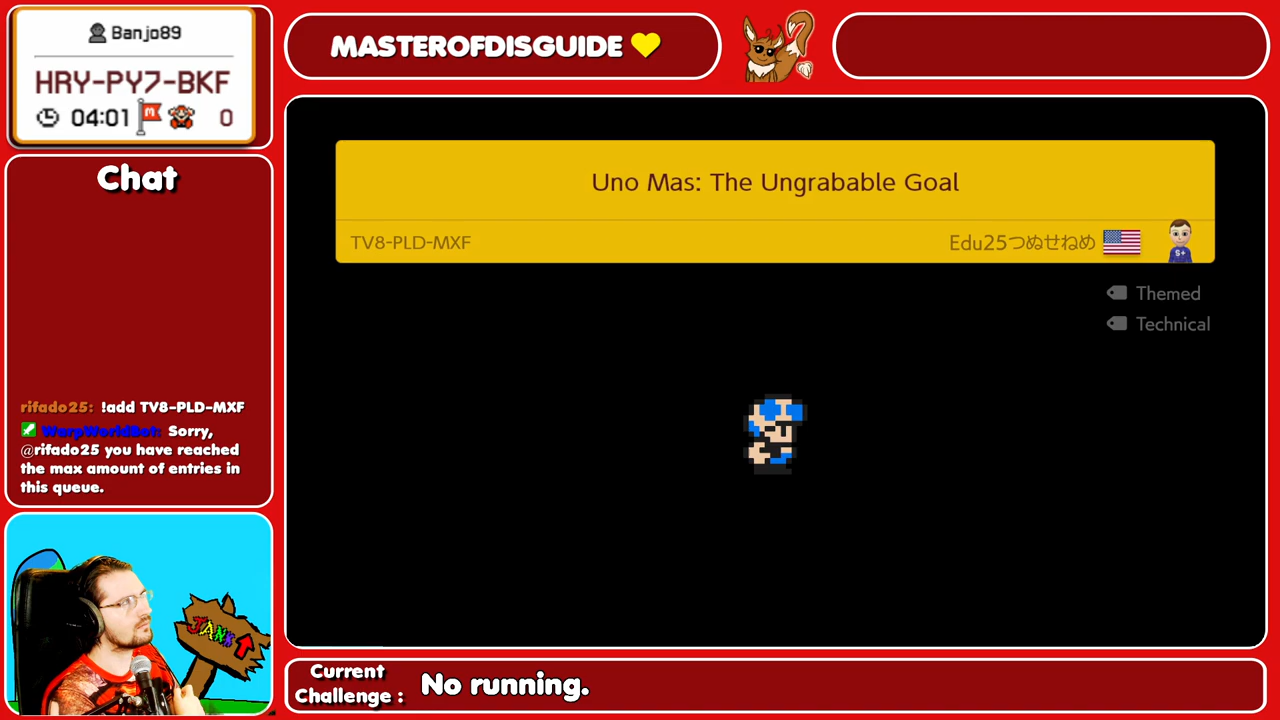 Banjo89
HRY-PY7-BKF
04:01
M
0
MASTEROFDISGUIDE
Chat
rifado25: !add TV8-PLD-MXF
WarpWorldBot: Sorry,
@rifado25 you have reached
the max amount of entries in
this queue.
Uno Mas: The Ungrabable Goal
TV8-PLD-MXF
Edu25つぬせねめ
S+
Themed
Technical
JANK
Current
Challenge :
No running.